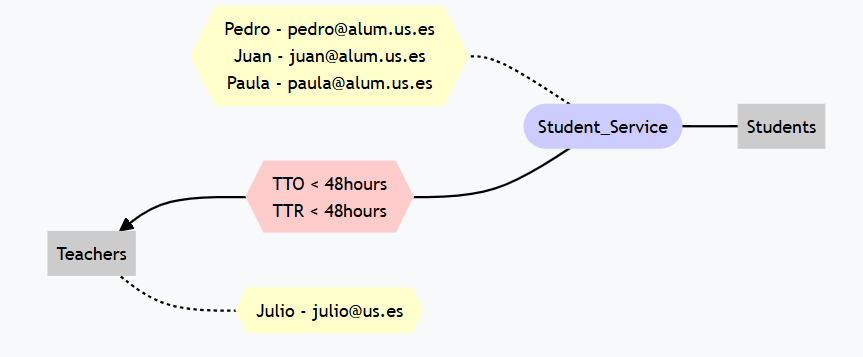 Pedro - pedro@alum.us.es
Juan - juan@alum.us.es
Paula - paula@alum.us.es
Student_Service
Students
TTO < 48hours
TTR < 48hours
Teachers
Julio - julio@us.es